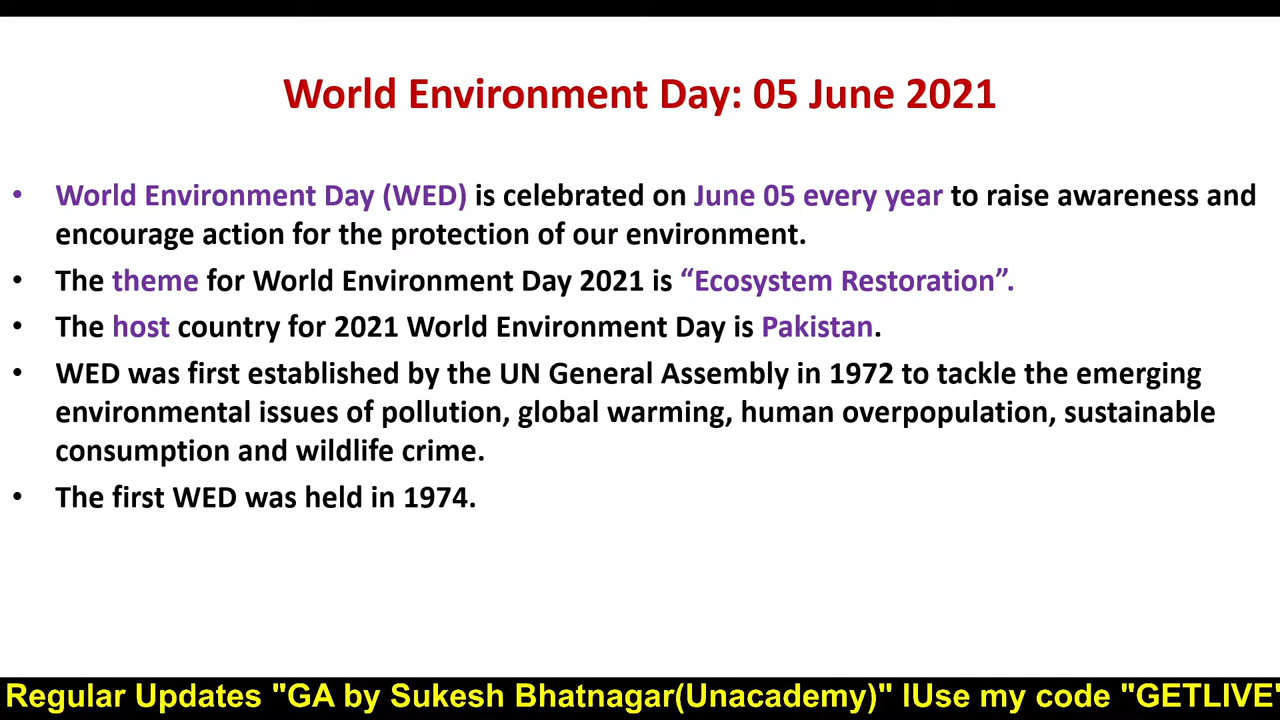 World Environment Day: 05 June 2021
• World Environment Day (WED) is celebrated on June 05 every year to raise awareness and
encourage action for the protection of our environment.
• The theme for World Environment Day 2021 is “Ecosystem Restoration”.
• The host country for 2021 World Environment Day is Pakistan.
• WED was first established by the UN General Assembly in 1972 to tackle the emerging
environmental issues of pollution, global warming, human overpopulation, sustainable
consumption and wildlife crime.
• The first WED was held in 1974.
Regular Updates "GA by Sukesh Bhatnagar(Unacademy)" lUse my code "GETLIVE"